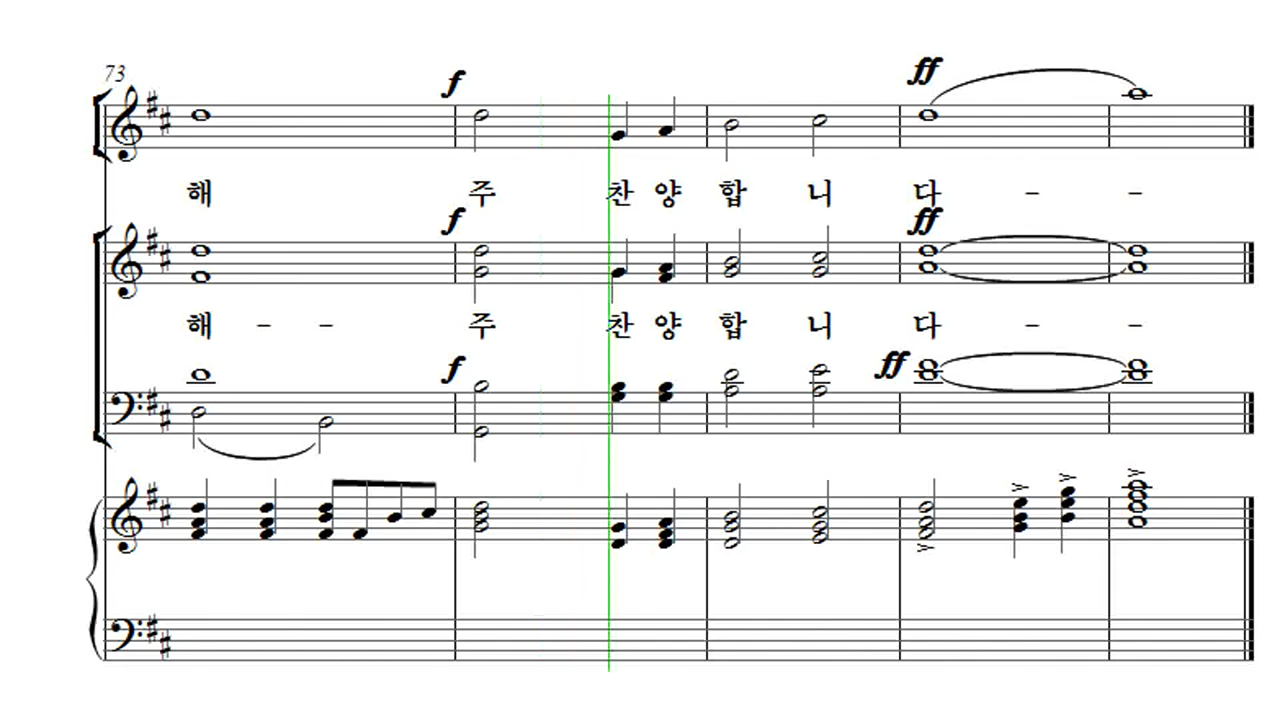 73
f
ff
해 주 찬 양 합 니 다 - -
f
ff
해 - - 주 찬 양 합 니 다 - -
f
ff